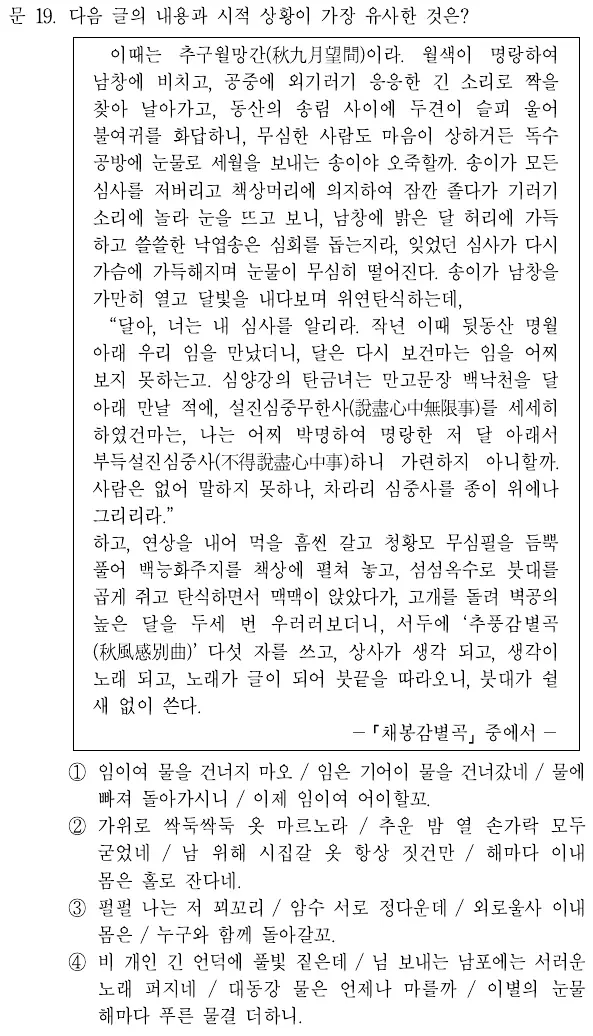 문 19. 다음 글의 내용과 시적 상황이 가장 유사한 것은?
이때는 추구월망간(秋九月望間)이라. 월색이 명랑하여
남창에 비치고, 공중에 외기러기 응응한 긴 소리로 짝을
찾아 날아가고, 동산의 송림 사이에 두견이 슬피 울어
불여귀를 화답하니, 무심한 사람도 마음이 상하거든 독수
공방에 눈물로 세월을 보내는 송이야 오죽할까. 송이가 모든
심사를 저버리고 책상머리에 의지하여 잠깐 졸다가 기러기
소리에 놀라 눈을 뜨고 보니, 남창에 밝은 달 허리에 가득
하고 쓸쓸한 낙엽송은 심회를 돕는지라, 잊었던 심사가 다시
가슴에 가득해지며 눈물이 무심히 떨어진다. 송이가 남창을
가만히 열고 달빛을 내다보며 위연탄식하는데,
“달아, 너는 내 심사를 알리라. 작년 이때 뒷동산 명월
아래 우리 임을 만났더니, 달은 다시 보건마는 임을 어찌
보지 못하는고. 심양강의 탄금녀는 만고문장 백낙천을 달
아래 만날 적에, 설진심중무한사(說盡心中無限事)를 세세히
하였건마는, 나는 어찌 박명하여 명랑한 저 달 아래서
부득설진심중사(不得說盡心中事)하니 가련하지 아니할까.
사람은 없어 말하지 못하나, 차라리 심중사를 종이 위에나
그리리라.”
하고, 연상을 내어 먹을 흠씬 갈고 청황모 무심필을 듬뿍
풀어 백능화주지를 책상에 펼쳐 놓고, 섬섬옥수로 붓대를
곱게 쥐고 탄식하면서 맥맥이 앉았다가, 고개를 돌려 벽공의
높은 달을 두세 번 우러러보더니, 서두에 ‘추풍감별곡
(秋風感別曲)’ 다섯 자를 쓰고, 상사가 생각 되고, 생각이
노래 되고, 노래가 글이 되어 붓끝을 따라오니, 붓대가 쉴
새 없이 쓴다.
－「채봉감별곡」 중에서－
① 임이여 물을 건너지 마오 / 임은 기어이 물을 건너갔네 / 물에
빠져 돌아가시니 / 이제 임이여 어이할꼬.
② 가위로 싹둑싹둑 옷 마르노라 / 추운 밤 열 손가락 모두
굳었네 / 남 위해 시집갈 옷 항상 짓건만 / 해마다 이내
몸은 홀로 잔다네.
③ 펄펄 나는 저 꾀꼬리 / 암수 서로 정다운데 / 외로울사 이내
몸은 / 누구와 함께 돌아갈꼬.
④ 비 개인 긴 언덕에 풀빛 짙은데 / 님 보내는 남포에는 서러운
노래 퍼지네 / 대동강 물은 언제나 마를까 / 이별의 눈물
해마다 푸른 물결 더하니.